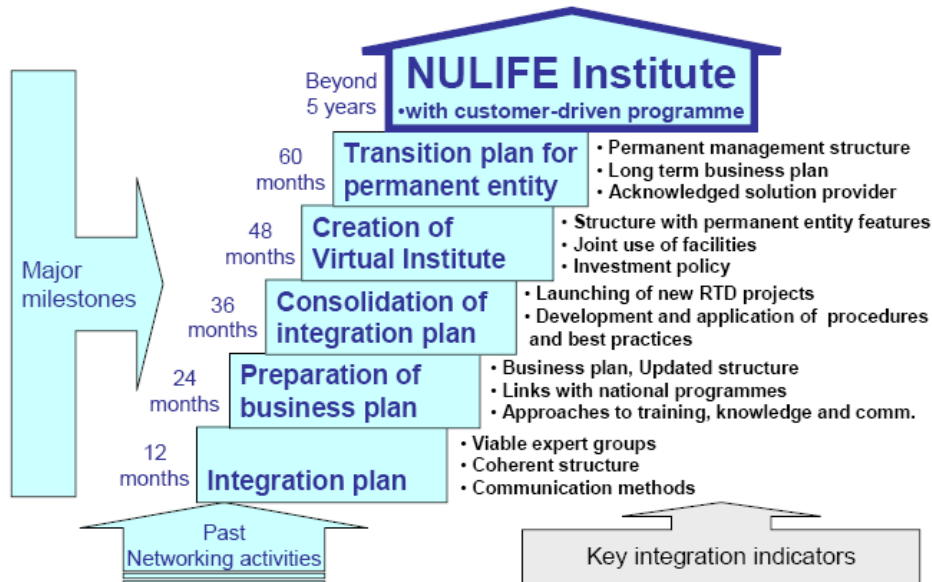 NULIFE Institute
•with customer-driven programme
Beyond
5 years
60
months
Transition plan for
permanent entity
• Permanent management structure
• Long term business plan
• Acknowledged solution provider
48
months
Creation of
Virtual Institute
• Structure with permanent entity features
• Joint use of facilities
• Investment policy
Major
milestones
36
months
Consolidation of
integration plan
• Launching of new RTD projects
• Development and application of procedures
and best practices
24
months
Preparation of
business plan
• Business plan, Updated structure
• Links with national programmes
• Approaches to training, knowledge and comm.
12
months
Integration plan
• Viable expert groups
• Coherent structure
• Communication methods
Past
Networking activities
Key integration indicators